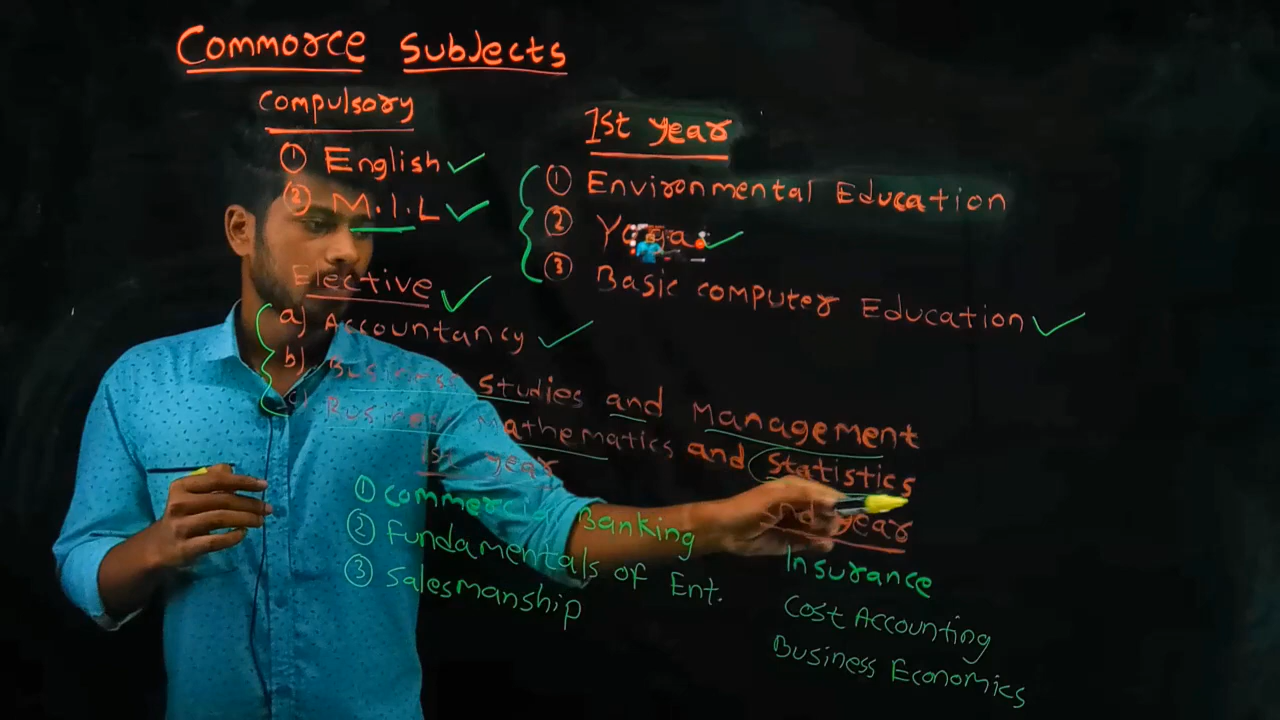 Commorce Subjects
Compulsory
① English ✓
② M.I.L ✓
1st year
① Environmental Education
② Yoga ✓
③ Basic computer Education ✓
Elective ✓
a) Accountancy ✓
b) Business studies and Management
c) Business Mathematics and statistics
1st year
① Commercial Banking
② Fundamentals of Ent.
③ Salesmanship
2nd year
Insurance
Cost Accounting
Business Economics